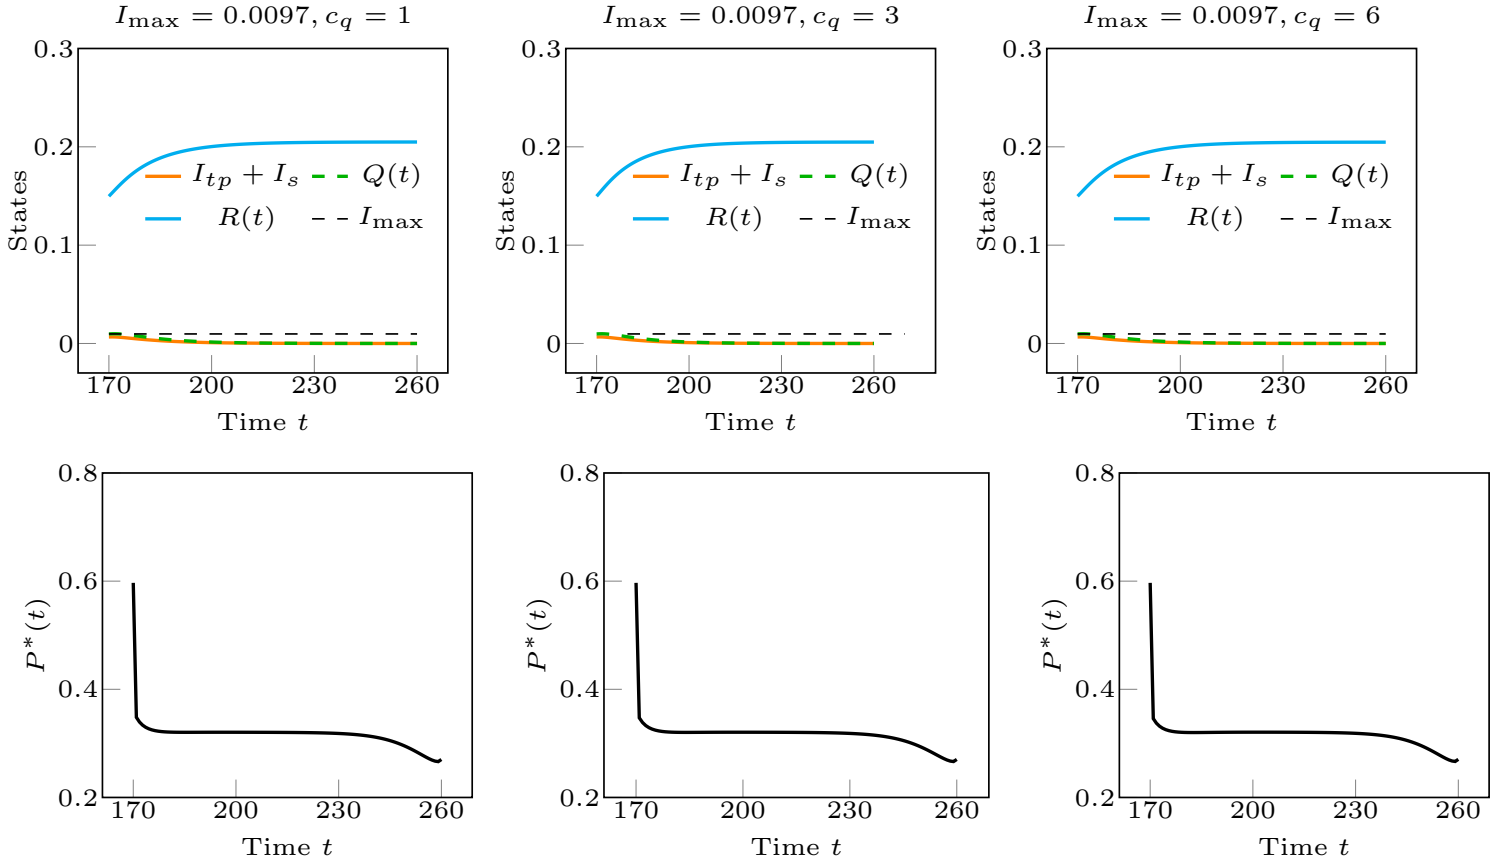 I_max = 0.0097, c_q = 1
0.3
0.2
0.1
0
States
I_tp + I_s
Q(t)
R(t)
I_max
170 200 230 260
Time t
I_max = 0.0097, c_q = 3
0.3
0.2
0.1
0
States
I_tp + I_s
Q(t)
R(t)
I_max
170 200 230 260
Time t
I_max = 0.0097, c_q = 6
0.3
0.2
0.1
0
States
I_tp + I_s
Q(t)
R(t)
I_max
170 200 230 260
Time t
0.8
0.6
0.4
0.2
P*(t)
170 200 230 260
Time t
0.8
0.6
0.4
0.2
P*(t)
170 200 230 260
Time t
0.8
0.6
0.4
0.2
P*(t)
170 200 230 260
Time t